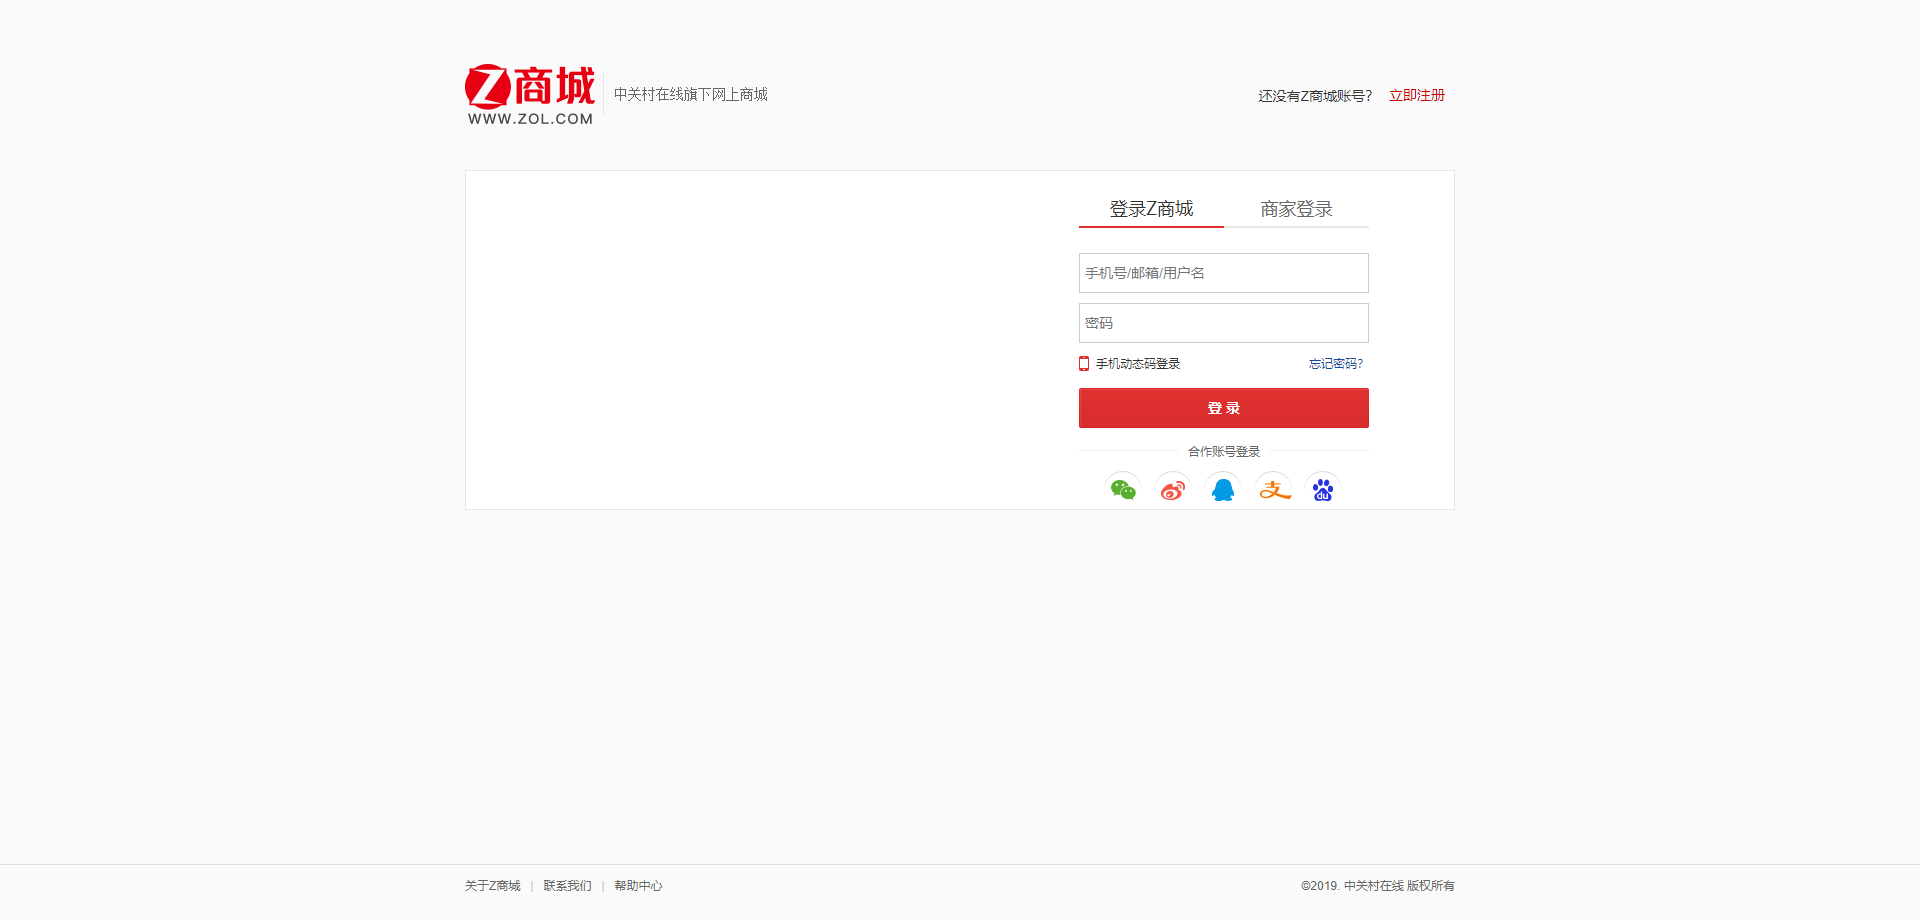 Z商城
WWW.ZOL.COM
中关村在线旗下网上商城
还没有Z商城账号? 立即注册
登录Z商城 商家登录
手机号/邮箱/用户名
密码
手机动态码登录 忘记密码?
登 录
合作账号登录
支
du
关于Z商城 | 联系我们 | 帮助中心 ©2019. 中关村在线 版权所有